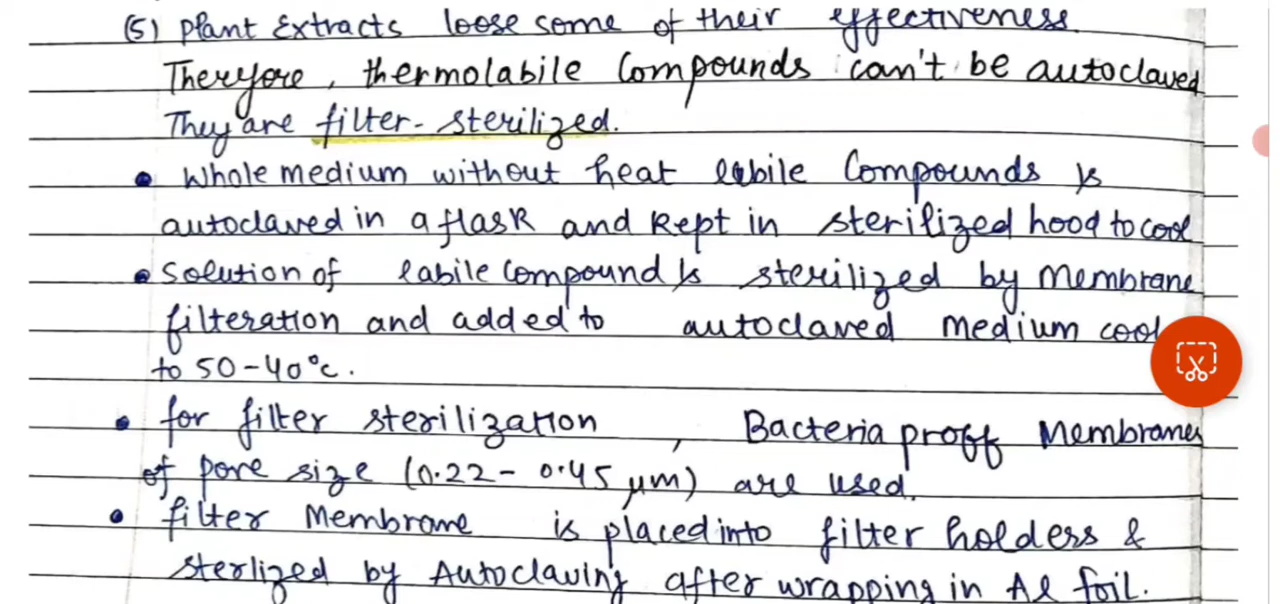 (5) Plant Extracts loose some of their effectiveness.
Therefore, thermolabile Compounds can't be autoclaved
They are filter-sterilized.
• Whole medium without heat labile Compounds is
autoclaved in a flask and kept in sterilized hood to cool
• Solution of labile compound is sterilized by Membrane
filteration and added to autoclaved medium cool
to 50-40°c.
• for filter sterilization, Bacteria proff Membranes
of pore size (0.22 - 0.45 μm) are used.
• filter Membrane is placed into filter holders &
sterlized by Autoclaving after wrapping in Al foil.